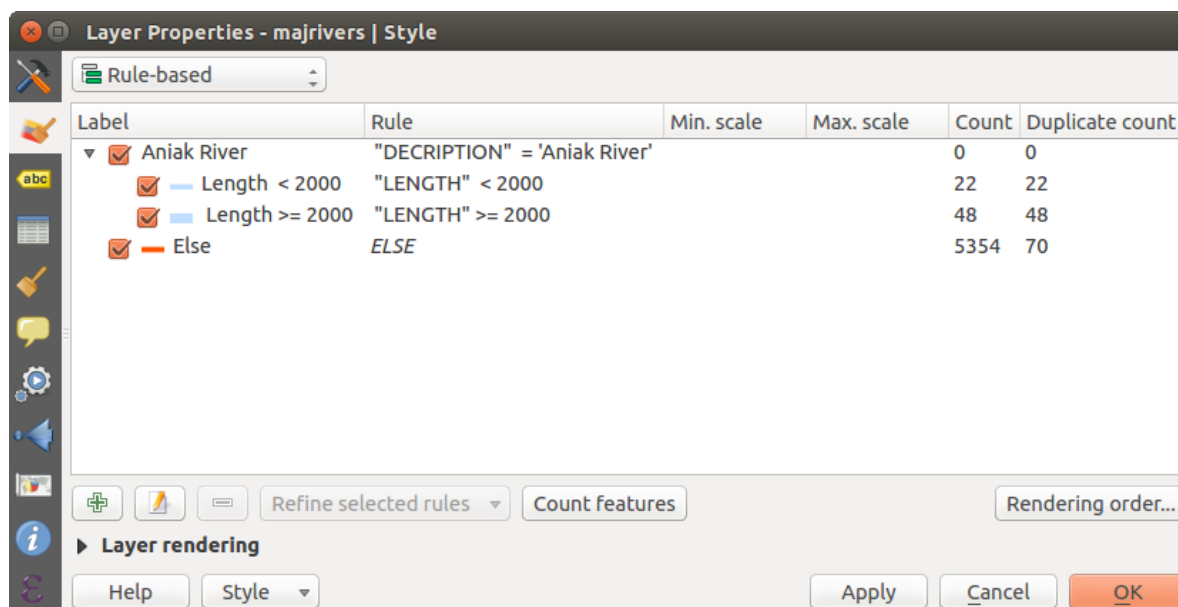 Layer Properties - majrivers | Style
Rule-based
Label Rule Min. scale Max. scale Count Duplicate count
Aniak River "DECRIPTION" = 'Aniak River' 0 0
abc
Length < 2000 "LENGTH" < 2000 22 22
Length >= 2000 "LENGTH" >= 2000 48 48
Else ELSE 5354 70
Refine selected rules Count features Rendering order...
Layer rendering
Help Style Apply Cancel OK